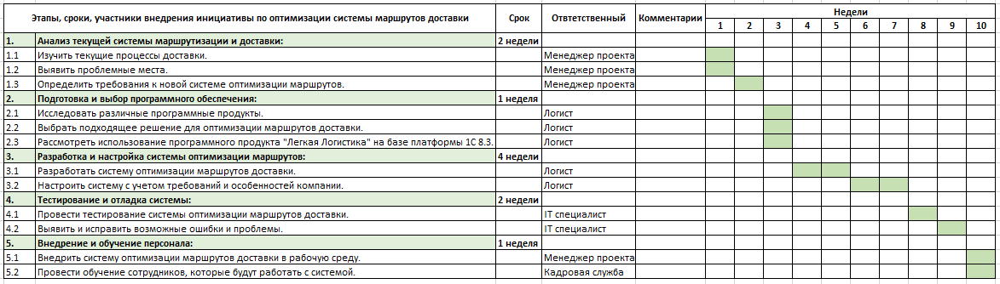 Этапы, сроки, участники внедрения инициативы по оптимизации системы маршрутов доставки Срок Отвтетственный Комментарии Недели
1 2 3 4 5 6 7 8 9 10
1. Анализ текущей системы маршрутизации и доставки: 2 недели
1.1 Изучить текущие процессы доставки. Менеджер проекта
1.2 Выявить проблемные места. Менеджер проекта
1.3 Определить требования к новой системе оптимизации маршрутов. Менеджер проекта
2. Подготовка и выбор программного обеспечения: 1 неделя
2.1 Исследовать различные программные продукты. Логист
2.2 Выбрать подходящее решение для оптимизации маршрутов доставки. Логист
2.3 Рассмотреть использование программного продукта "Легкая Логистика" на базе платформы 1С 8.3. Логист
3. Разработка и настройка системы оптимизации маршрутов: 4 недели
3.1 Разработать систему оптимизации маршрутов доставки. Логист
3.2 Настроить систему с учетом требований и особенностей компании. Логист
4. Тестирование и отладка системы: 2 недели
4.1 Провести тестирование системы оптимизации маршрутов доставки. IT специалист
4.2 Выявить и исправить возможные ошибки и проблемы. IT специалист
5. Внедрение и обучение персонала: 1 неделя
5.1 Внедрить систему оптимизации маршрутов доставки в рабочую среду. Менеджер проекта
5.2 Провести обучение сотрудников, которые будут работать с системой. Кадровая служба